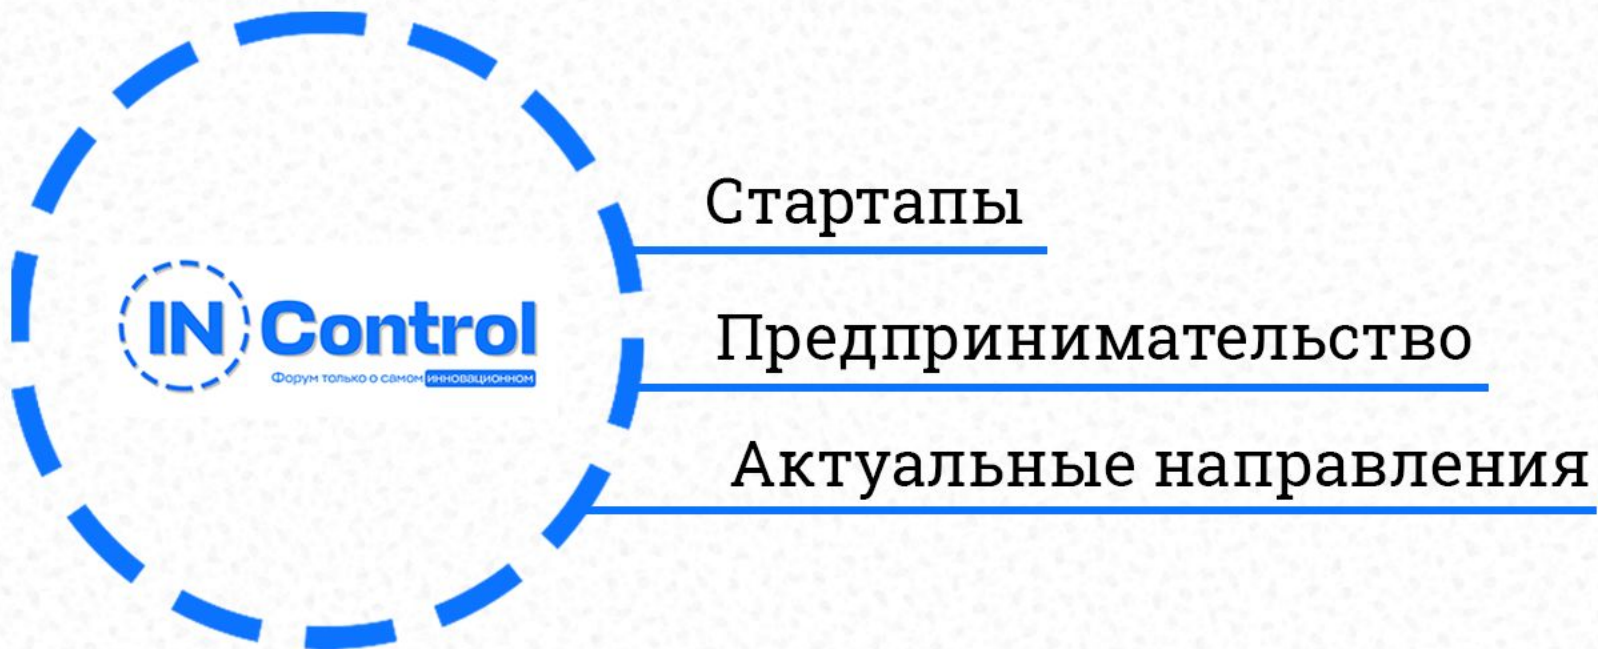 Стартапы
IN Control
Предпринимательство
Форум только о самом инновационном
Актуальные направления